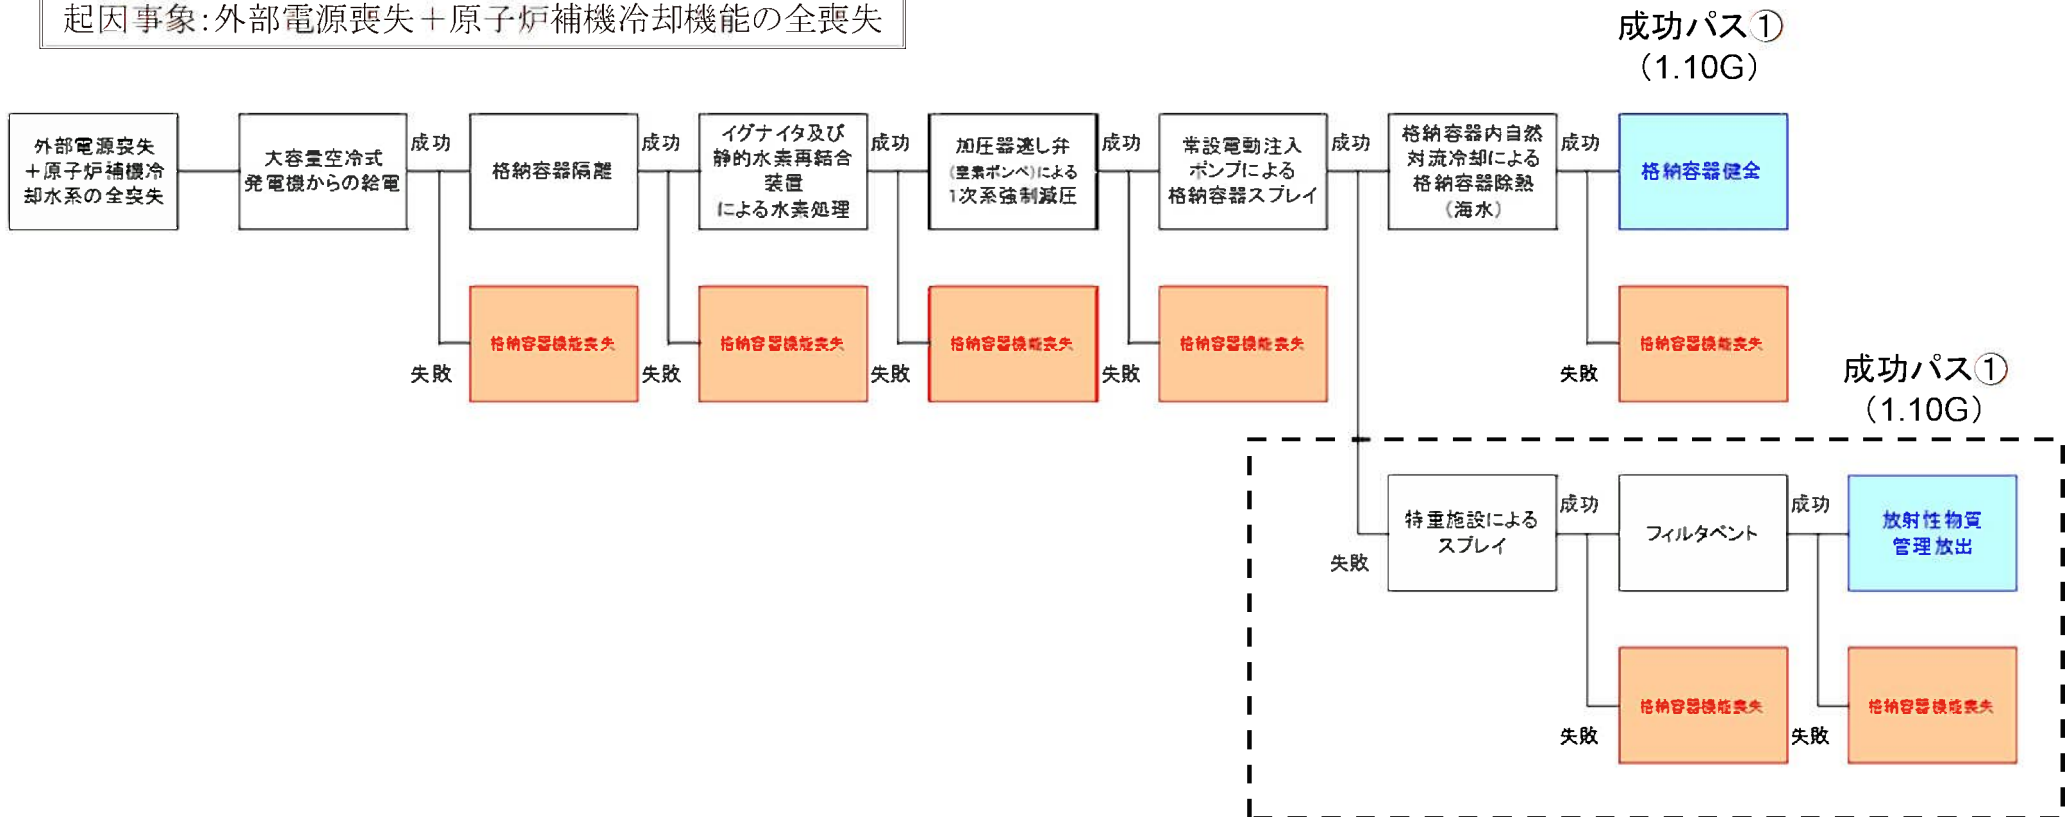 起因事象:外部電源喪失+原子炉補機冷却機能の全喪失
成功パス①
(1.10G)
外部電源喪失
+原子炉補機冷
却水系の全喪失
大容量空冷式
発電機からの給電
成功
格納容器隔離
成功
イグナイタ及び
静的水素再結合
装置
による水素処理
成功
加圧器逃し弁
(窒素ボンベ)による
1次系強制減圧
成功
常設電動注入
ポンプによる
格納容器スプレイ
成功
格納容器内自然
対流冷却による
格納容器除熱
(海水)
成功
格納容器健全
失敗
格納容器機能喪失
失敗
格納容器機能喪失
失敗
格納容器機能喪失
失敗
格納容器機能喪失
失敗
格納容器機能喪失
成功パス①
(1.10G)
失敗
特重施設による
スプレイ
成功
フィルタベント
成功
放射性物質
管理放出
失敗
格納容器機能喪失
失敗
格納容器機能喪失